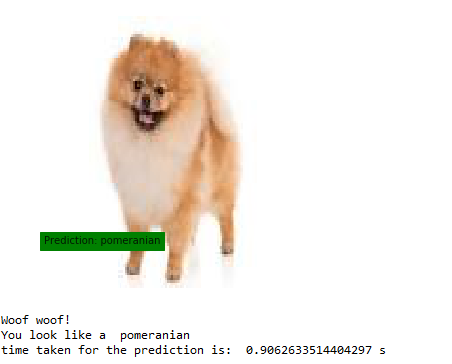 Prediction: pomeranian
Woof woof!
You look like a  pomeranian
time taken for the prediction is:  0.9062633514404297 s